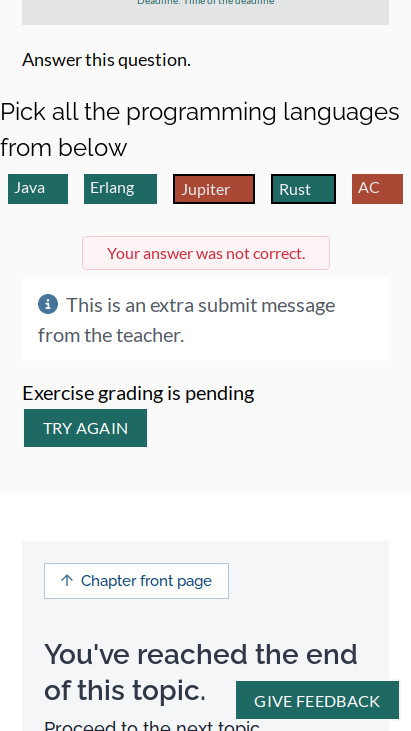 Deadline: Time of the deadline
Answer this question.
Pick all the programming languages
from below
Java Erlang Jupiter Rust AC
Your answer was not correct.
This is an extra submit message
from the teacher.
Exercise grading is pending
TRY AGAIN
Chapter front page
You've reached the end
of this topic.
GIVE FEEDBACK
Proceed to the next topic